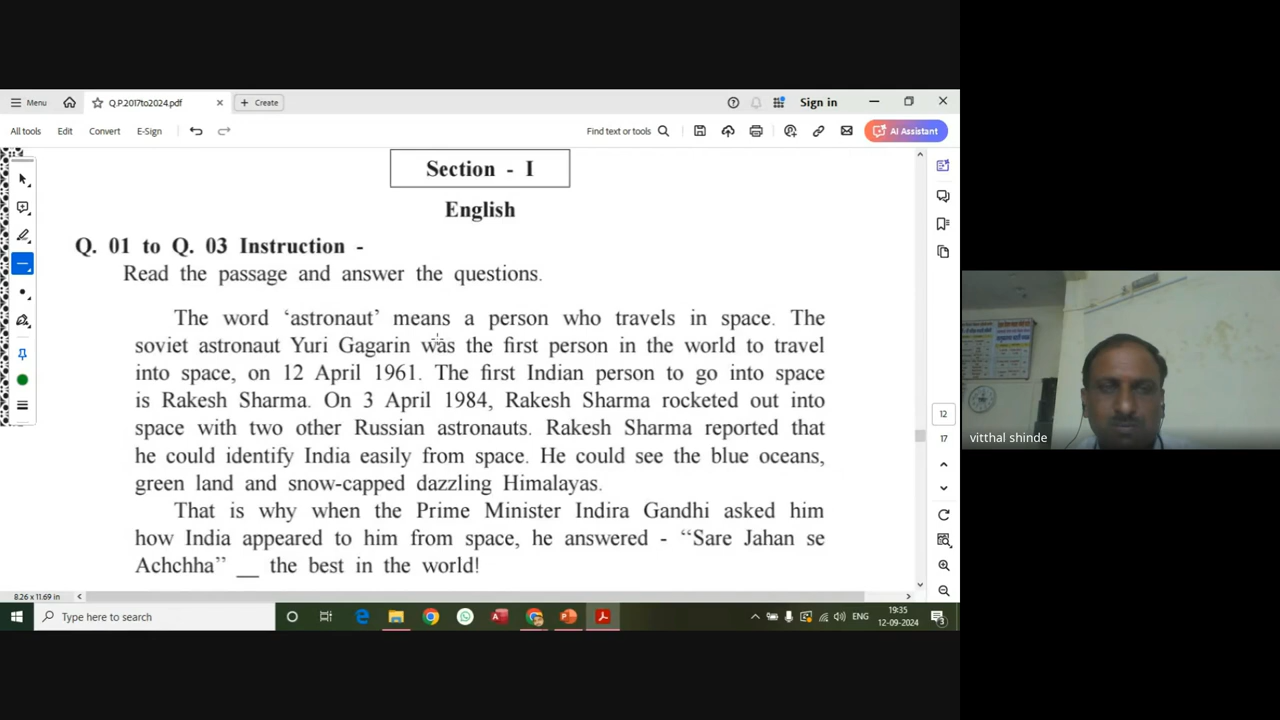 Menu
Q.P.2017to2024.pdf
Create
Sign in
All tools
Edit
Convert
E-Sign
Find text or tools
AI Assistant
Section - I
English
Q. 01 to Q. 03 Instruction -
Read the passage and answer the questions.
The word ‘astronaut’ means a person who travels in space. The
soviet astronaut Yuri Gagarin was the first person in the world to travel
into space, on 12 April 1961. The first Indian person to go into space
is Rakesh Sharma. On 3 April 1984, Rakesh Sharma rocketed out into
space with two other Russian astronauts. Rakesh Sharma reported that
he could identify India easily from space. He could see the blue oceans,
green land and snow-capped dazzling Himalayas.
That is why when the Prime Minister Indira Gandhi asked him
how India appeared to him from space, he answered - ‘‘Sare Jahan se
Achchha’’ __ the best in the world!
12
17
8.26 x 11.69 in
Type here to search
ENG
19:35
12-09-2024
3
vitthal shinde